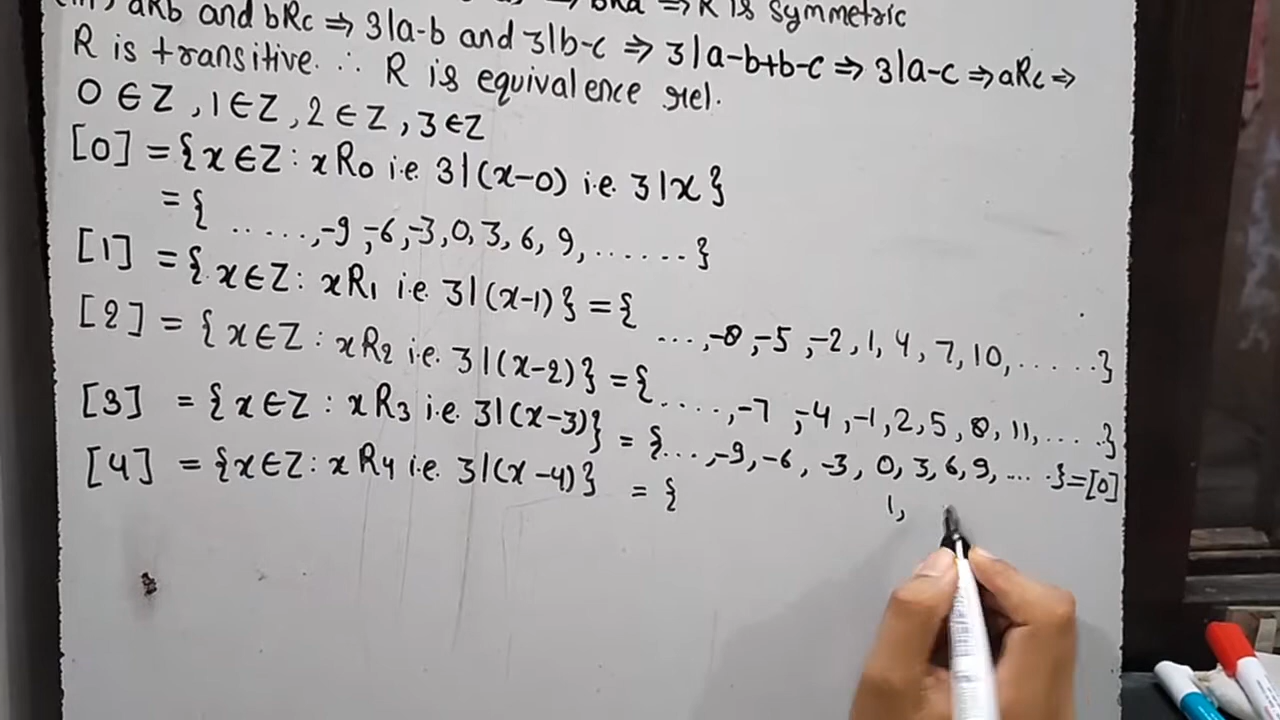 aRb and bRc ⇒ 3|a-b and 3|b-c ⇒ 3|a-b+b-c ⇒ 3|a-c ⇒ aRc ⇒
⇒ R is symmetric
R is transitive. ∴ R is equivalence rel.
0 ∈ Z, 1 ∈ Z, 2 ∈ Z, 3 ∈ Z
[0] = {x ∈ Z : xR0 i.e. 3|(x-0) i.e. 3|x}
= { ......, -9, -6, -3, 0, 3, 6, 9, ....... }
[1] = {x ∈ Z : xR1 i.e. 3|(x-1)} = { ..., -8, -5, -2, 1, 4, 7, 10, ...... }
[2] = {x ∈ Z : xR2 i.e. 3|(x-2)} = { ...., -7, -4, -1, 2, 5, 8, 11, .... }
[3] = {x ∈ Z : xR3 i.e. 3|(x-3)} = {..., -9, -6, -3, 0, 3, 6, 9, .... } = [0]
[4] = {x ∈ Z : xR4 i.e. 3|(x-4)} = { 1,